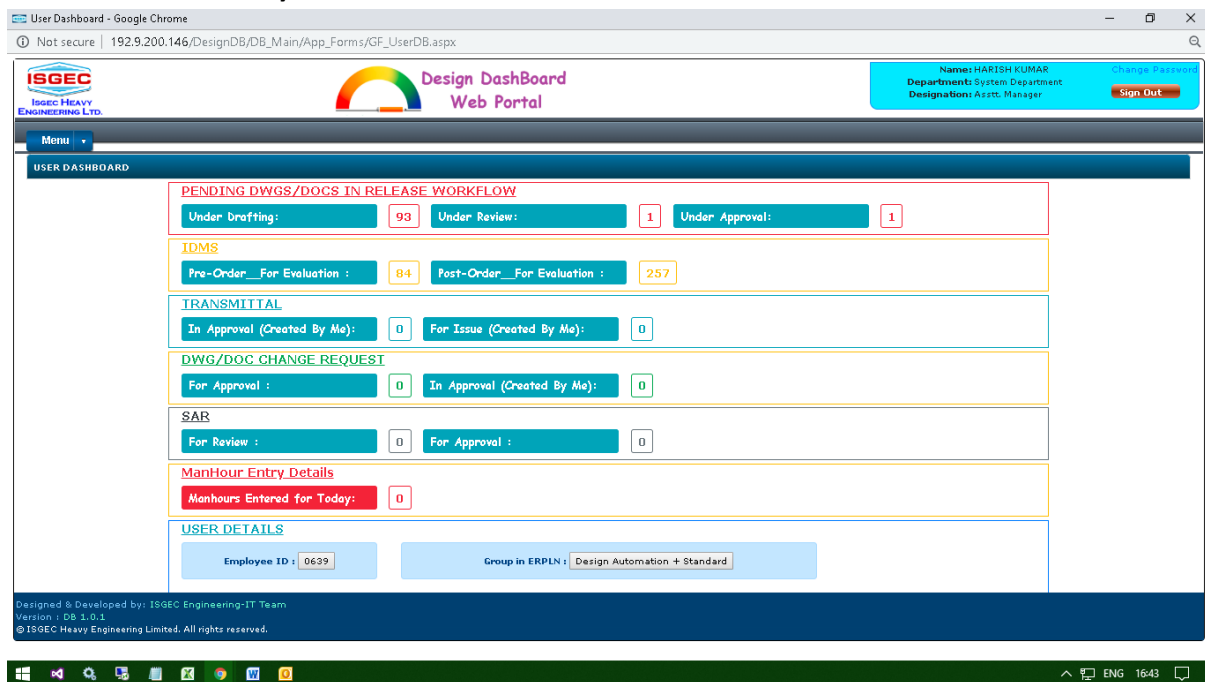 User Dashboard - Google Chrome
Not secure | 192.9.200.146/DesignDB/DB_Main/App_Forms/GF_UserDB.aspx
ISGEC
ISGEC HEAVY
ENGINEERING LTD.
Design DashBoard
Web Portal
Name: HARISH KUMAR
Department: System Department
Designation: Asstt. Manager
Change Password
Sign Out
Menu
USER DASHBOARD
PENDING DWGS/DOCS IN RELEASE WORKFLOW
Under Drafting: 93 Under Review: 1 Under Approval: 1
IDMS
Pre-Order__For Evaluation : 84 Post-Order__For Evaluation : 257
TRANSMITTAL
In Approval (Created By Me): 0 For Issue (Created By Me): 0
DWG/DOC CHANGE REQUEST
For Approval : 0 In Approval (Created By Me): 0
SAR
For Review : 0 For Approval : 0
ManHour Entry Details
Manhours Entered for Today: 0
USER DETAILS
Employee ID : 0639 Group in ERPLN : Design Automation + Standard
Designed & Developed by: ISGEC Engineering-IT Team
Version : DB 1.0.1
© ISGEC Heavy Engineering Limited. All rights reserved.
ENG 16:43